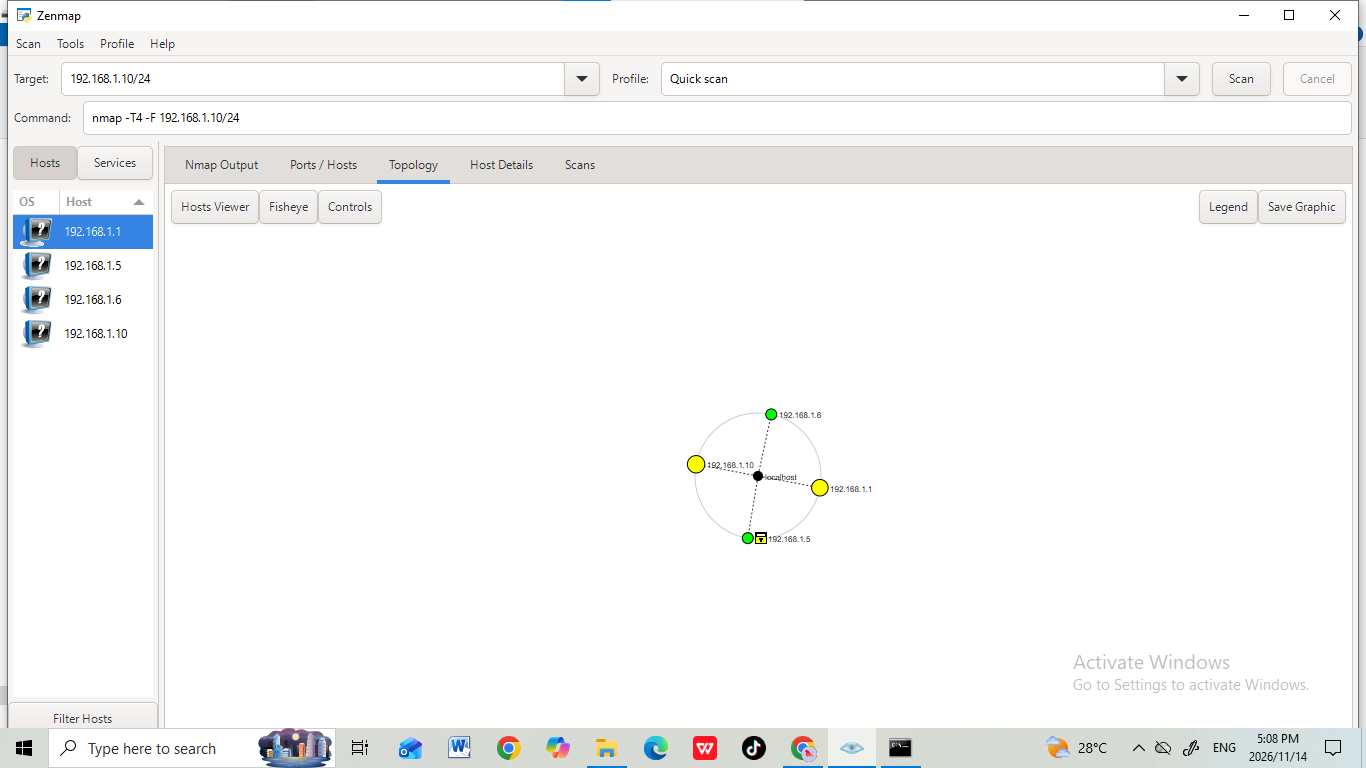 Zenmap
Scan Tools Profile Help
Target: 192.168.1.10/24 Profile: Quick scan Scan Cancel
Command: nmap -T4 -F 192.168.1.10/24
Hosts Services
Nmap Output Ports / Hosts Topology Host Details Scans
OS Host
Hosts Viewer Fisheye Controls Legend Save Graphic
192.168.1.1
192.168.1.5
192.168.1.6
192.168.1.10
192.168.1.6
192.168.1.10
localhost
192.168.1.1
192.168.1.5
Activate Windows
Go to Settings to activate Windows.
Filter Hosts
Type here to search
28°C
ENG
5:08 PM
2026/11/14